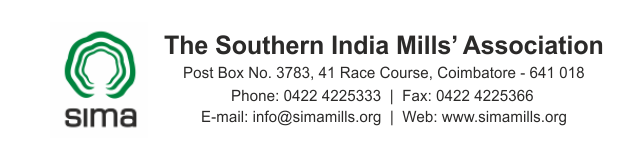 sima
The Southern India Mills' Association
Post Box No. 3783, 41 Race Course, Coimbatore - 641 018
Phone: 0422 4225333 | Fax: 0422 4225366
E-mail: info@simamills.org | Web: www.simamills.org